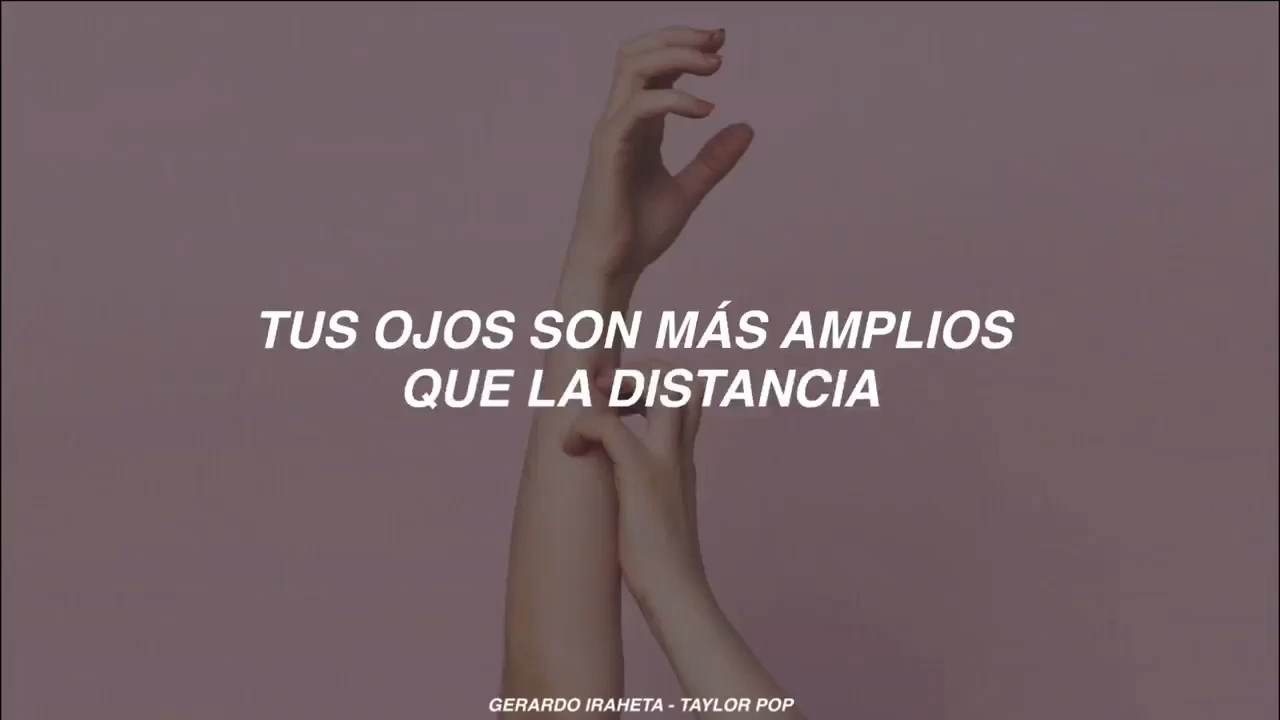 TUS OJOS SON MÁS AMPLIOS
QUE LA DISTANCIA
GERARDO IRAHETA - TAYLOR POP